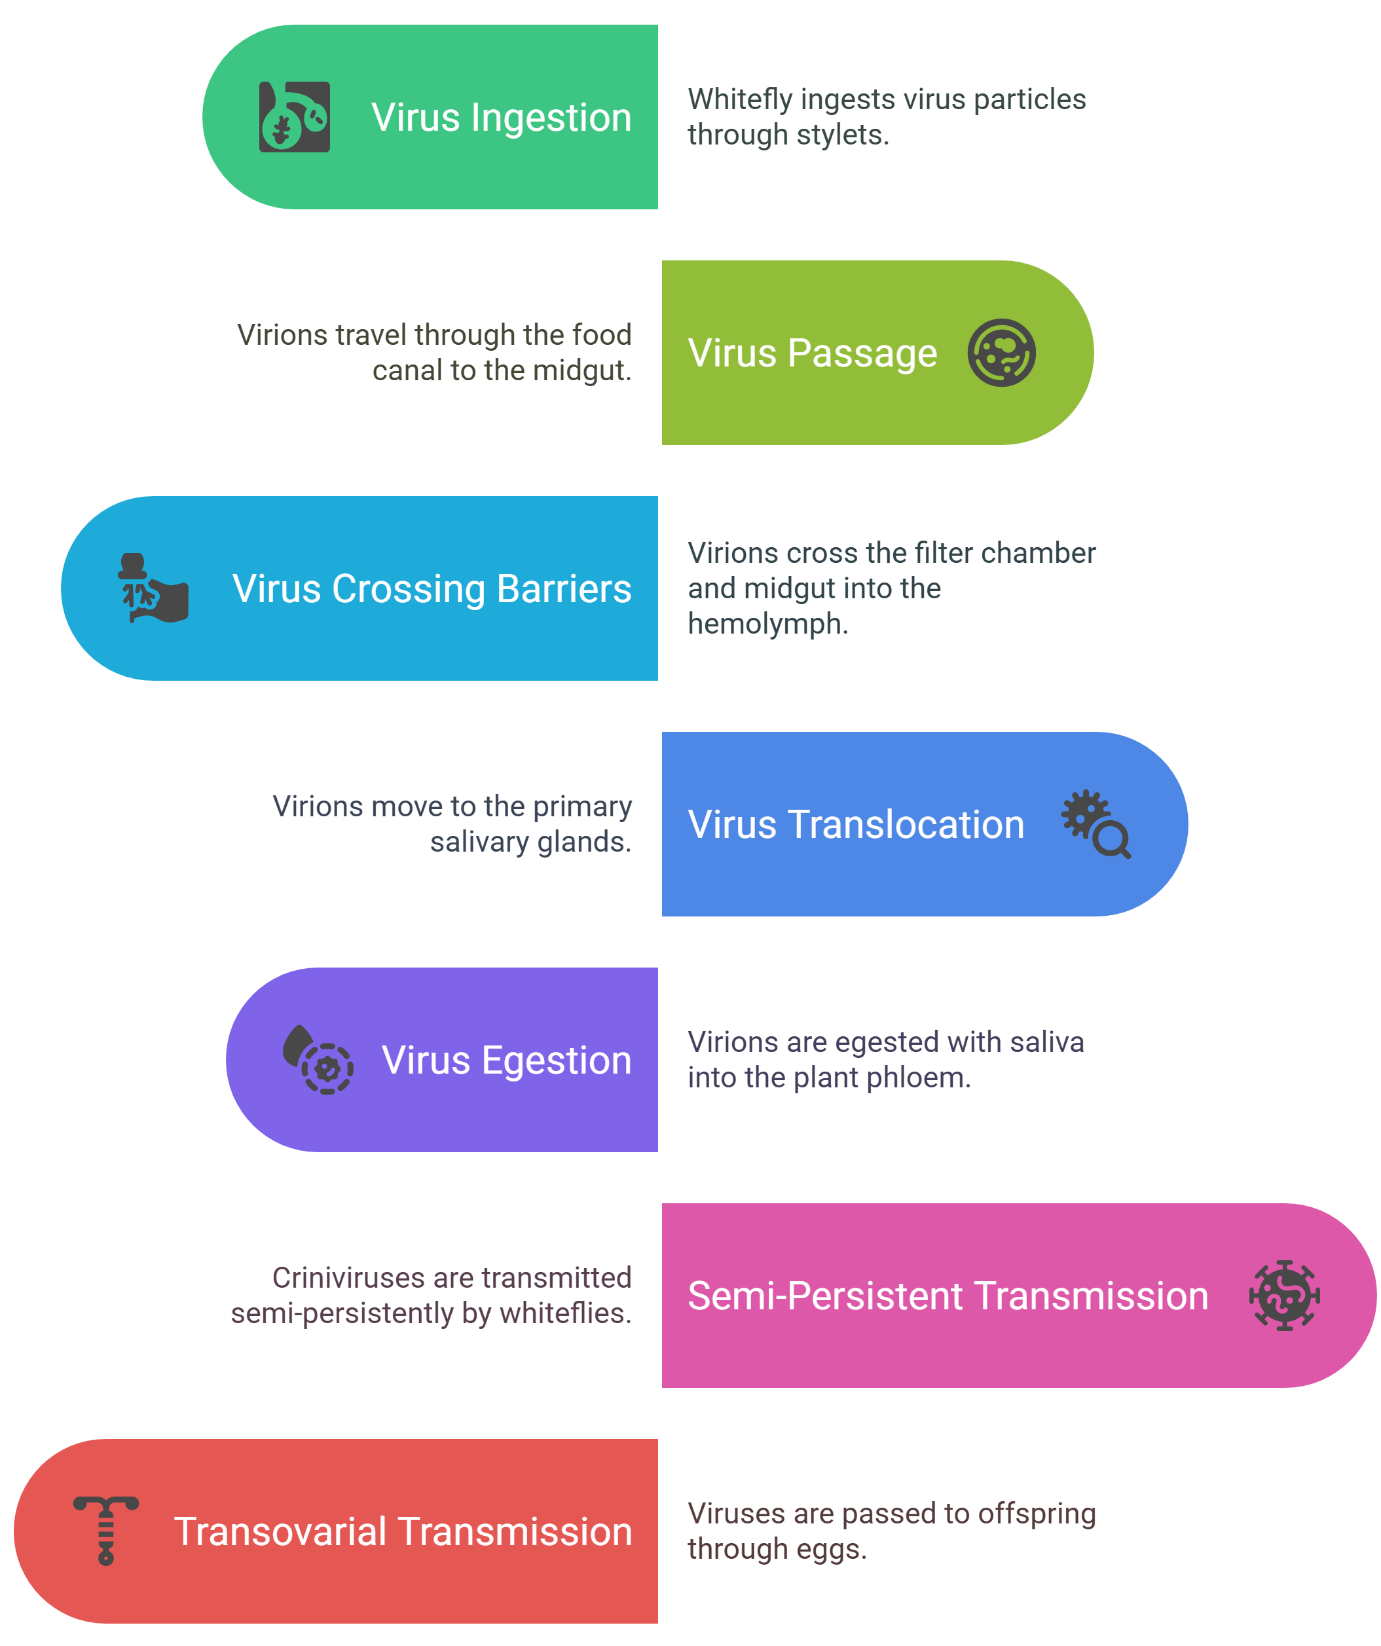 Virus Ingestion
Whitefly ingests virus particles
through stylets.
Virions travel through the food
canal to the midgut.
Virus Passage
Virus Crossing Barriers
Virions cross the filter chamber
and midgut into the
hemolymph.
Virions move to the primary
salivary glands.
Virus Translocation
Virus Egestion
Virions are egested with saliva
into the plant phloem.
Criniviruses are transmitted
semi-persistently by whiteflies.
Semi-Persistent Transmission
Transovarial Transmission
Viruses are passed to offspring
through eggs.